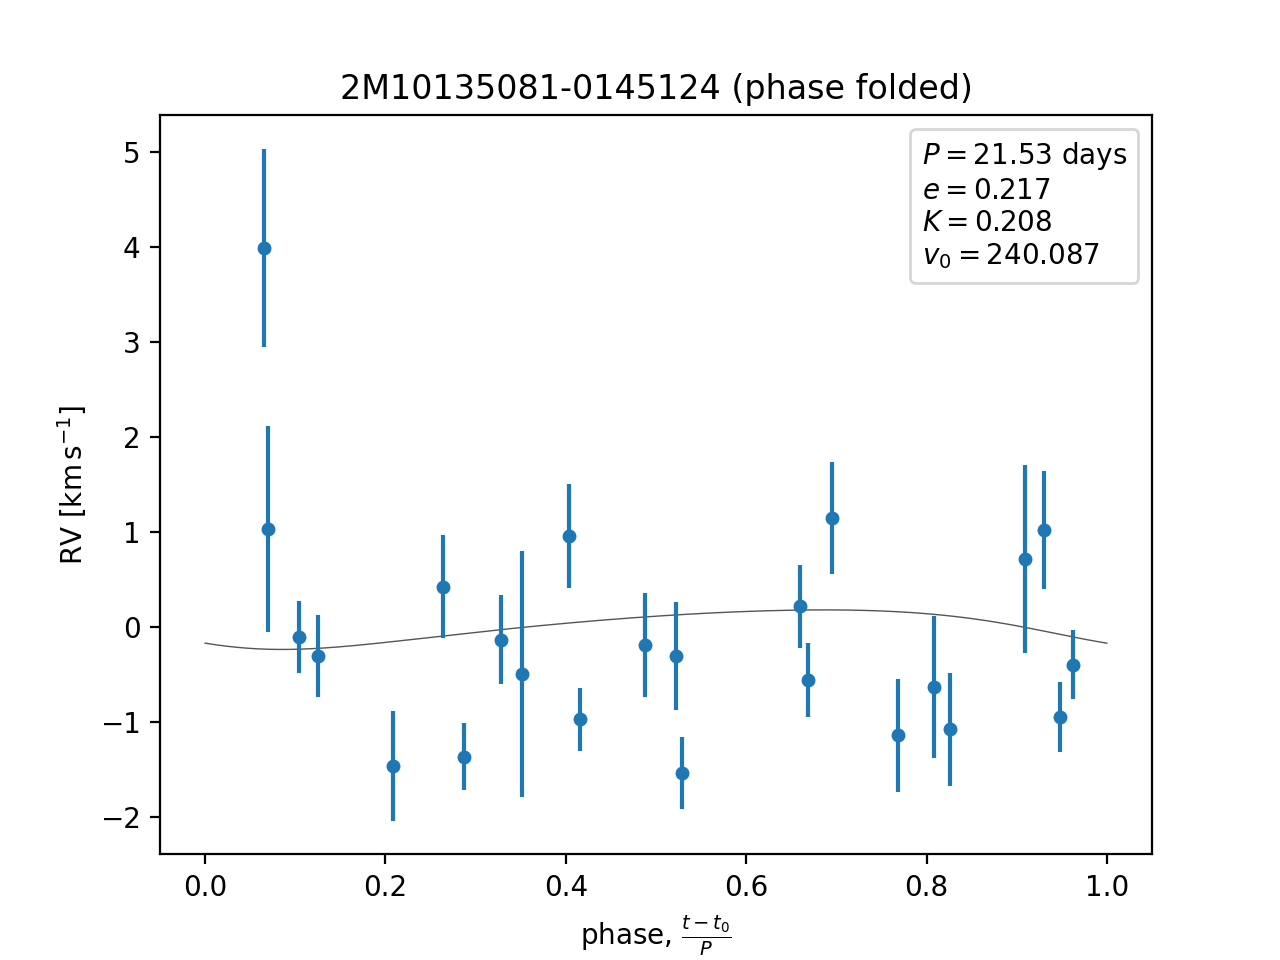 2M10135081-0145124 (phase folded)
P = 21.53 days
e = 0.217
K = 0.208
v₀ = 240.087
5
4
3
2
1
0
−1
−2
RV [km s⁻¹]
0.0 0.2 0.4 0.6 0.8 1.0
phase, (t − t₀)/P